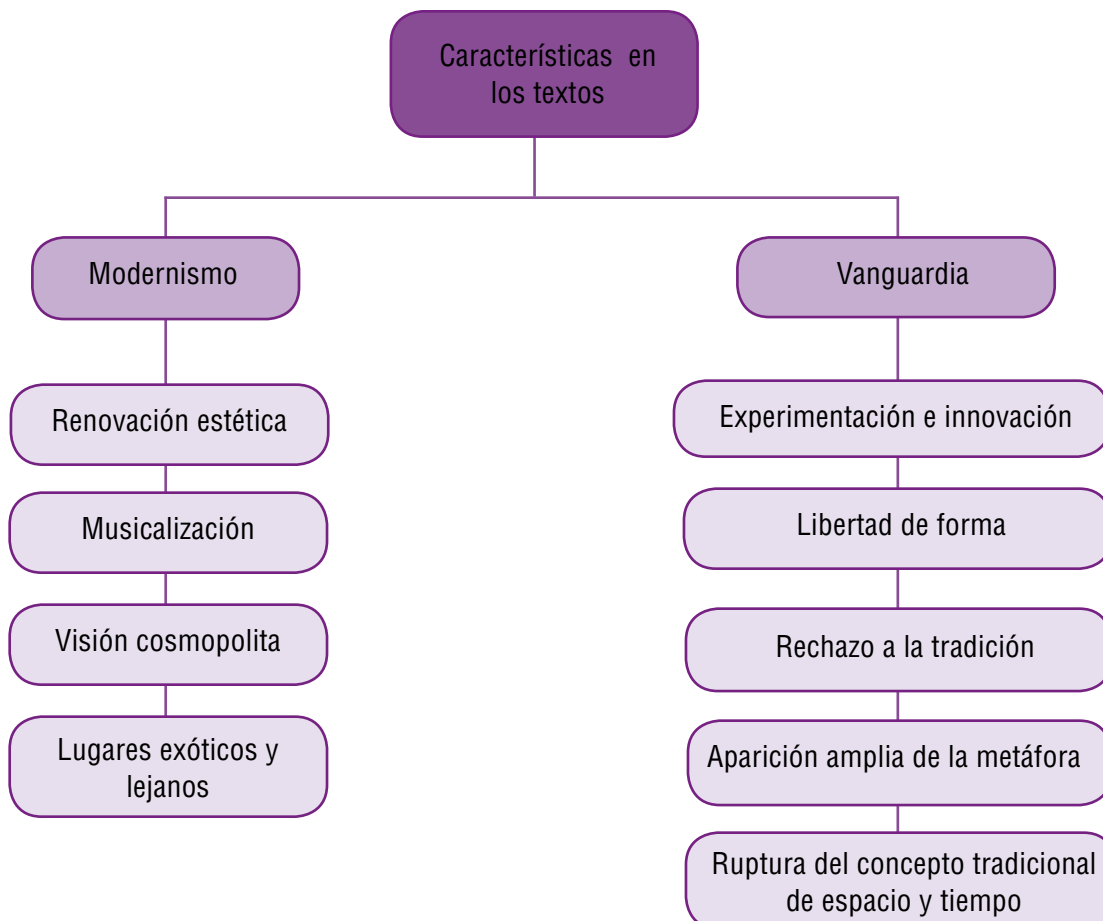 Caracterísficas en
los textos
Modernismo
Renovación estética
Musicalización
Visión cosmopolita
Lugares exóticos y
lejanos
Vanguardia
Experimentación e innovación
Libertad de forma
Rechazo a la tradición
Aparición amplia de la metáfora
Ruptura del concepto tradicional
de espacio y tiempo